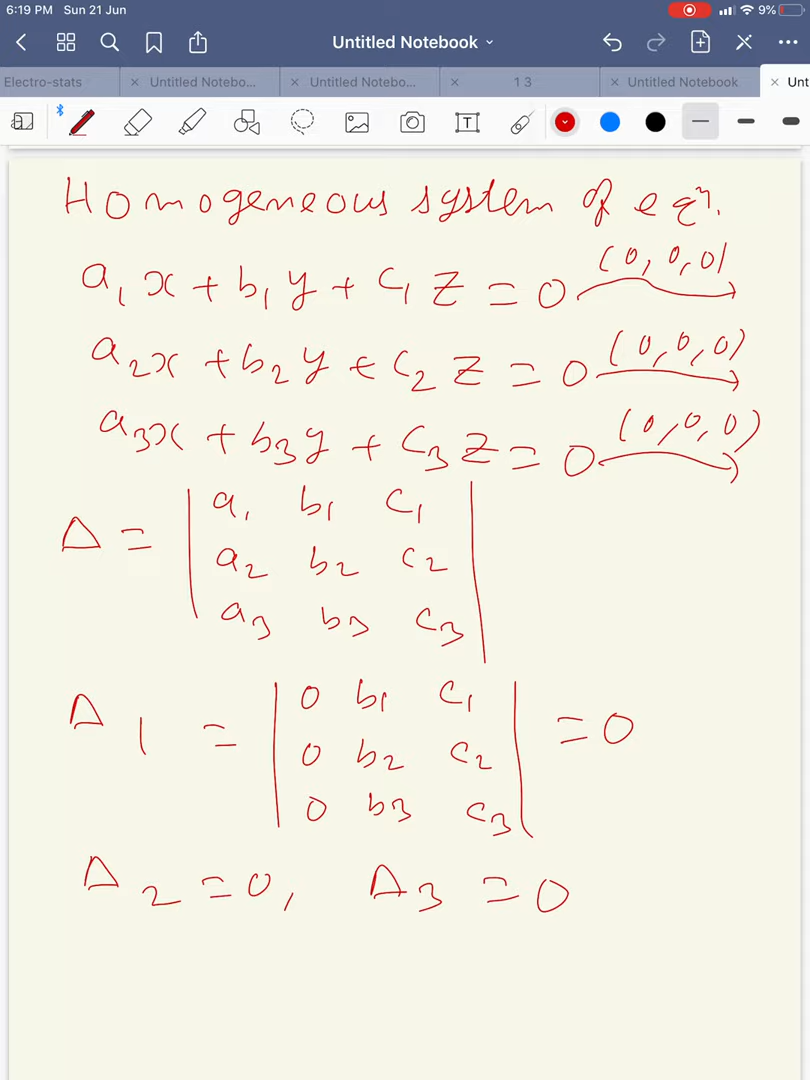 6:19 PM Sun 21 Jun 9%
Untitled Notebook
Electro-stats × Untitled Notebo... × Untitled Notebo... × 1 3 × Untitled Notebook × Unt
Homogeneous system of eqⁿ.
a₁x + b₁y + c₁z = 0 (0,0,0)
a₂x + b₂y + c₂z = 0 (0,0,0)
a₃x + b₃y + c₃z = 0 (0,0,0)
Δ = | a₁ b₁ c₁ |
a₂ b₂ c₂
a₃ b₃ c₃
Δ₁ = | 0 b₁ c₁ | = 0
0 b₂ c₂
0 b₃ c₃
Δ₂ = 0, Δ₃ = 0